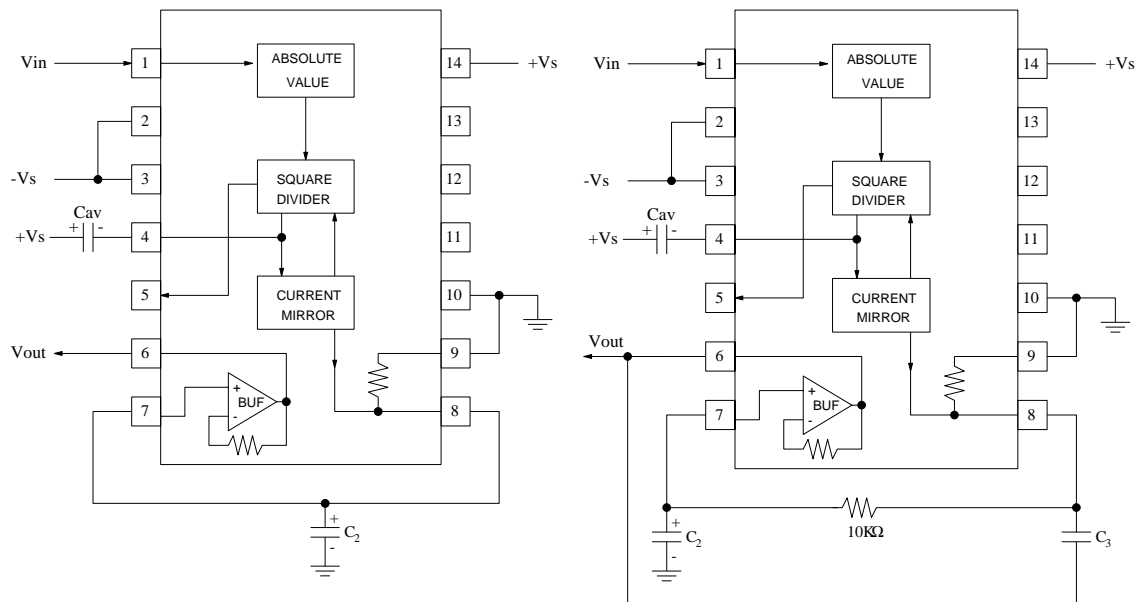 Vin
1
ABSOLUTE
VALUE
14
+Vs
2
13
-Vs
3
SQUARE
DIVIDER
12
Cav
+ -
+Vs
4
11
5
CURRENT
MIRROR
10
Vout
6
9
7
+
BUF
-
8
+
C2
-
Vin
1
ABSOLUTE
VALUE
14
+Vs
2
13
-Vs
3
SQUARE
DIVIDER
12
Cav
+ -
+Vs
4
11
5
CURRENT
MIRROR
10
Vout
6
9
7
+
BUF
-
8
+
C2
-
10KΩ
C3